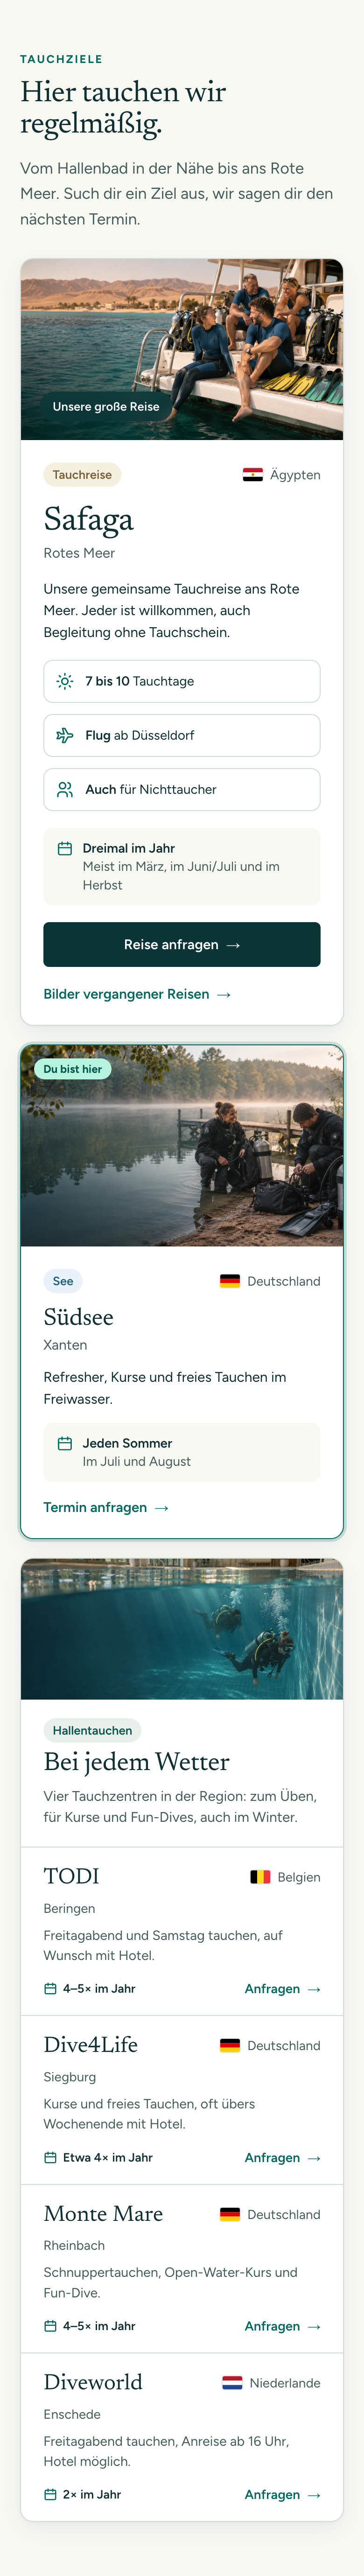 TAUCHZIELE
Hier tauchen wir
regelmäßig.
Vom Hallenbad in der Nähe bis ans Rote
Meer. Such dir ein Ziel aus, wir sagen dir den
nächsten Termin.
Unsere große Reise
Tauchreise
Ägypten
Safaga
Rotes Meer
Unsere gemeinsame Tauchreise ans Rote
Meer. Jeder ist willkommen, auch
Begleitung ohne Tauchschein.
7 bis 10 Tauchtage
Flug ab Düsseldorf
Auch für Nichttaucher
Dreimal im Jahr
Meist im März, im Juni/Juli und im
Herbst
Reise anfragen →
Bilder vergangener Reisen →
Du bist hier
See
Deutschland
Südsee
Xanten
Refresher, Kurse und freies Tauchen im
Freiwasser.
Jeden Sommer
Im Juli und August
Termin anfragen →
Hallentauchen
Bei jedem Wetter
Vier Tauchzentren in der Region: zum Üben,
für Kurse und Fun-Dives, auch im Winter.
TODI
Belgien
Beringen
Freitagabend und Samstag tauchen, auf
Wunsch mit Hotel.
4–5× im Jahr
Anfragen →
Dive4Life
Deutschland
Siegburg
Kurse und freies Tauchen, oft übers
Wochenende mit Hotel.
Etwa 4× im Jahr
Anfragen →
Monte Mare
Deutschland
Rheinbach
Schnuppertauchen, Open-Water-Kurs und
Fun-Dive.
4–5× im Jahr
Anfragen →
Diveworld
Niederlande
Enschede
Freitagabend tauchen, Anreise ab 16 Uhr,
Hotel möglich.
2× im Jahr
Anfragen →